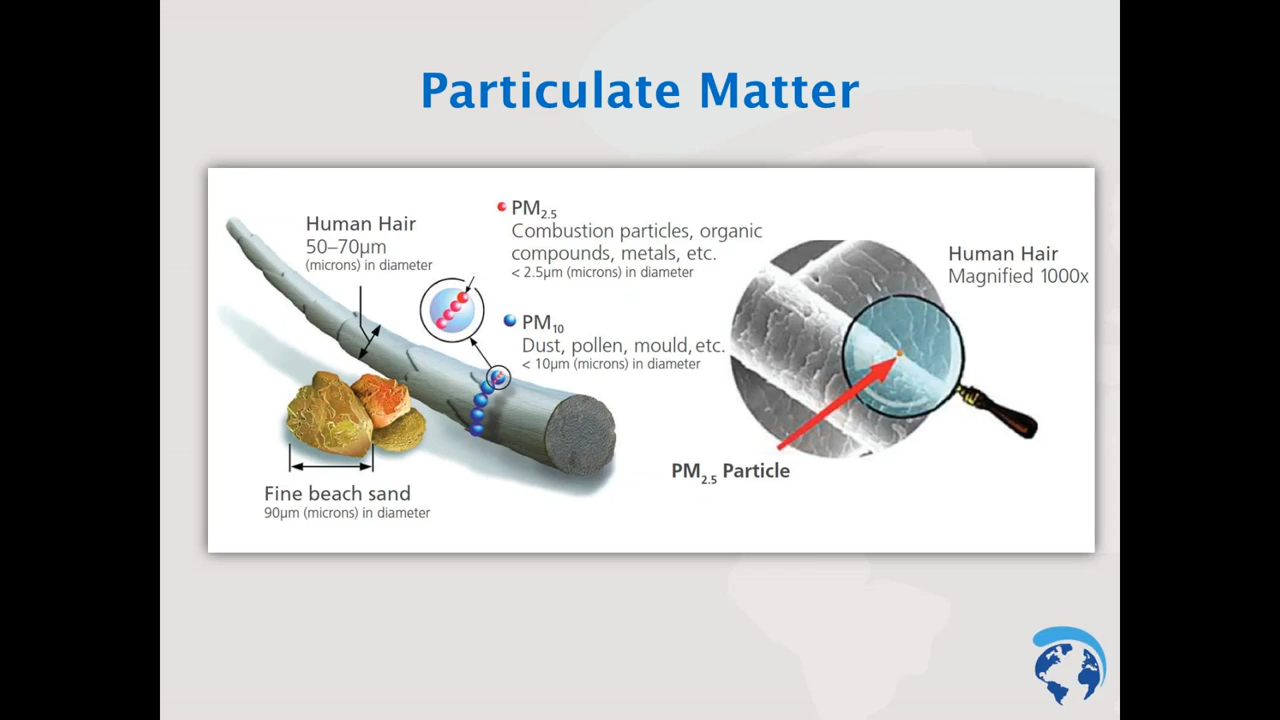 Particulate Matter
Human Hair
50–70µm
(microns) in diameter
PM2.5
Combustion particles, organic
compounds, metals, etc.
< 2.5µm (microns) in diameter
PM10
Dust, pollen, mould, etc.
< 10µm (microns) in diameter
Fine beach sand
90µm (microns) in diameter
Human Hair
Magnified 1000x
PM2.5 Particle